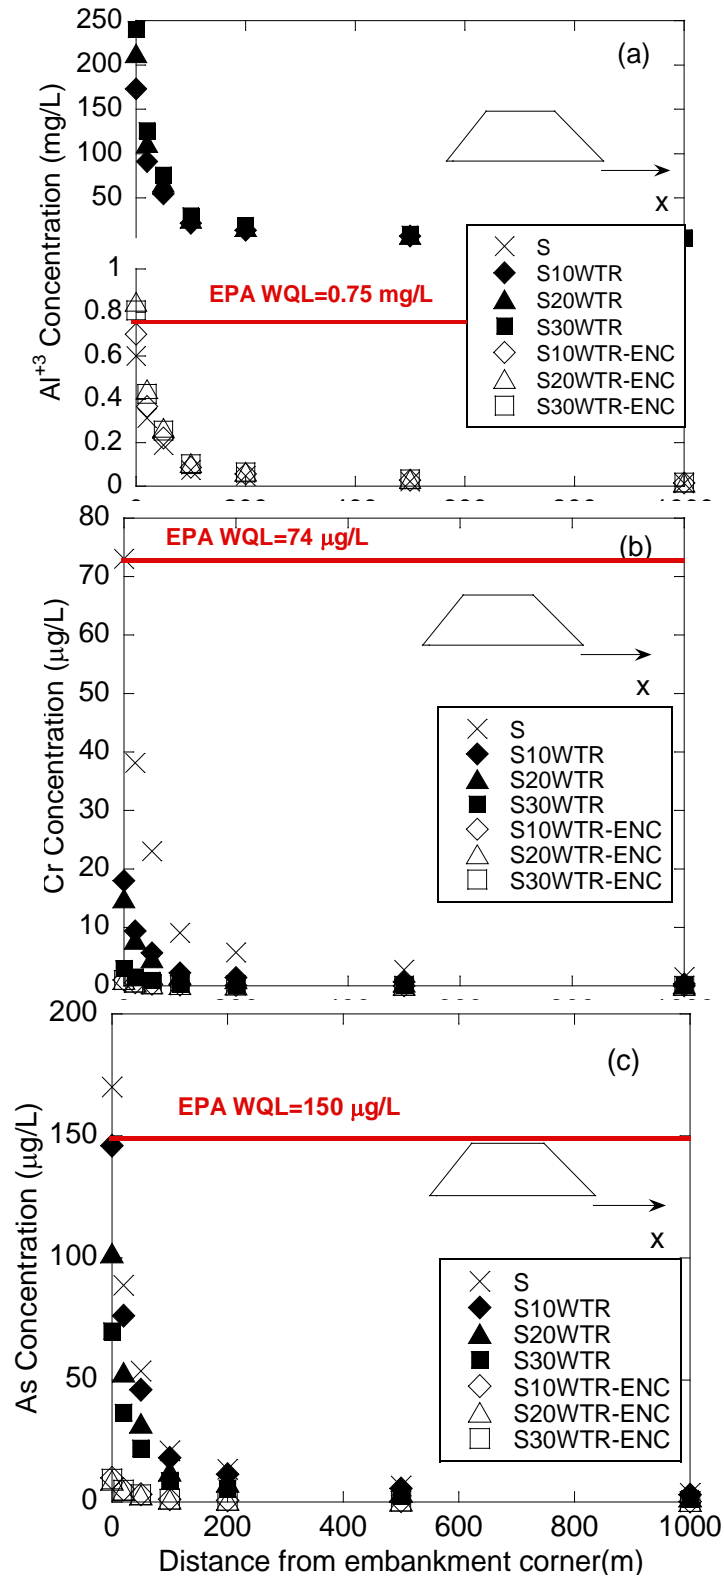 250
(a)
200
150
100
50
Al+3 Concentration (mg/L)
x
S
S10WTR
S20WTR
S30WTR
S10WTR-ENC
S20WTR-ENC
S30WTR-ENC
1
EPA WQL=0.75 mg/L
0.8
0.6
0.4
0.2
0
80
EPA WQL=74 μg/L
(b)
70
60
50
40
30
20
10
0
Cr Concentration (μg/L)
x
S
S10WTR
S20WTR
S30WTR
S10WTR-ENC
S20WTR-ENC
S30WTR-ENC
200
(c)
EPA WQL=150 μg/L
150
100
50
0
As Concentration (μg/L)
x
S
S10WTR
S20WTR
S30WTR
S10WTR-ENC
S20WTR-ENC
S30WTR-ENC
0 200 400 600 800 1000
Distance from embankment corner(m)